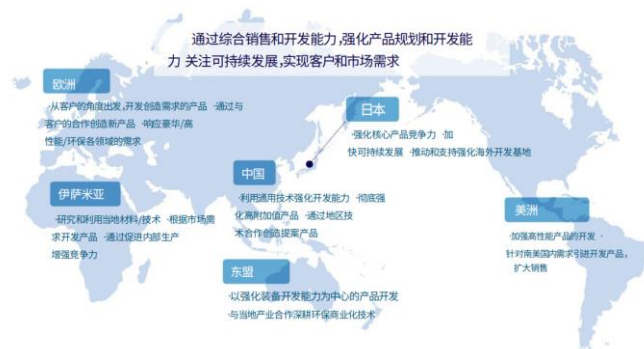 通过综合销售和开发能力,强化产品规划和开发能
力 关注可持续发展,实现客户和市场需求
欧洲
·从客户的角度出发,开发创造需求的产品 ·通过与
客户的合作创造新产品 ·响应豪华/高
性能/环保各领域的需求
日本
·强化核心产品竞争力 ·加
快可持续发展 ·推动和支持强化海外开发基地
中国
·利用通用技术强化开发能力 ·彻底强
化高附加值产品 ·通过地区技
术合作创造提案产品
伊萨米亚
·研究和利用当地材料/技术 ·根据市场需
求开发产品 ·通过促进内部生产
增强竞争力
美洲
·加强高性能产品的开发 ·
针对南美国内需求引进开发产品,
扩大销售
东盟
·以强化装备开发能力为中心的产品开发
·与当地产业合作深耕环保商业化技术